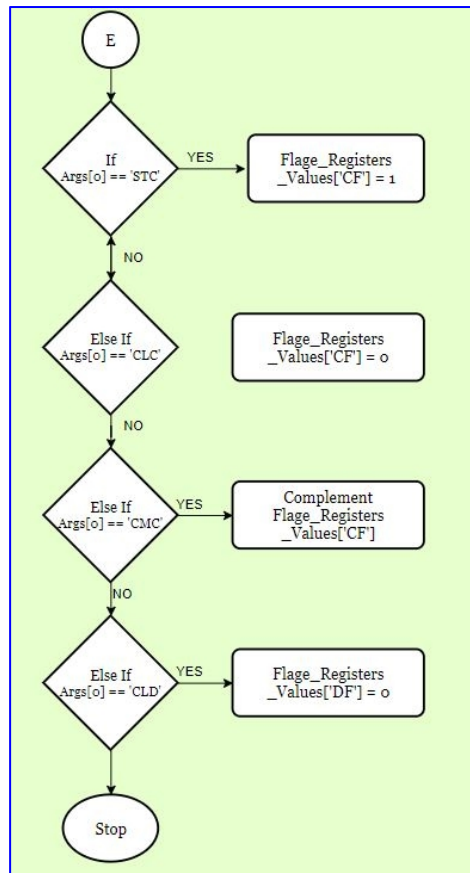 E
If
Args[0] == 'STC'
YES
Flage_Registers
_Values['CF'] = 1
NO
Else If
Args[0] == 'CLC'
Flage_Registers
_Values['CF'] = 0
NO
Else If
Args[0] == 'CMC'
YES
Complement
Flage_Registers
_Values['CF']
NO
Else If
Args[0] == 'CLD'
YES
Flage_Registers
_Values['DF'] = 0
Stop